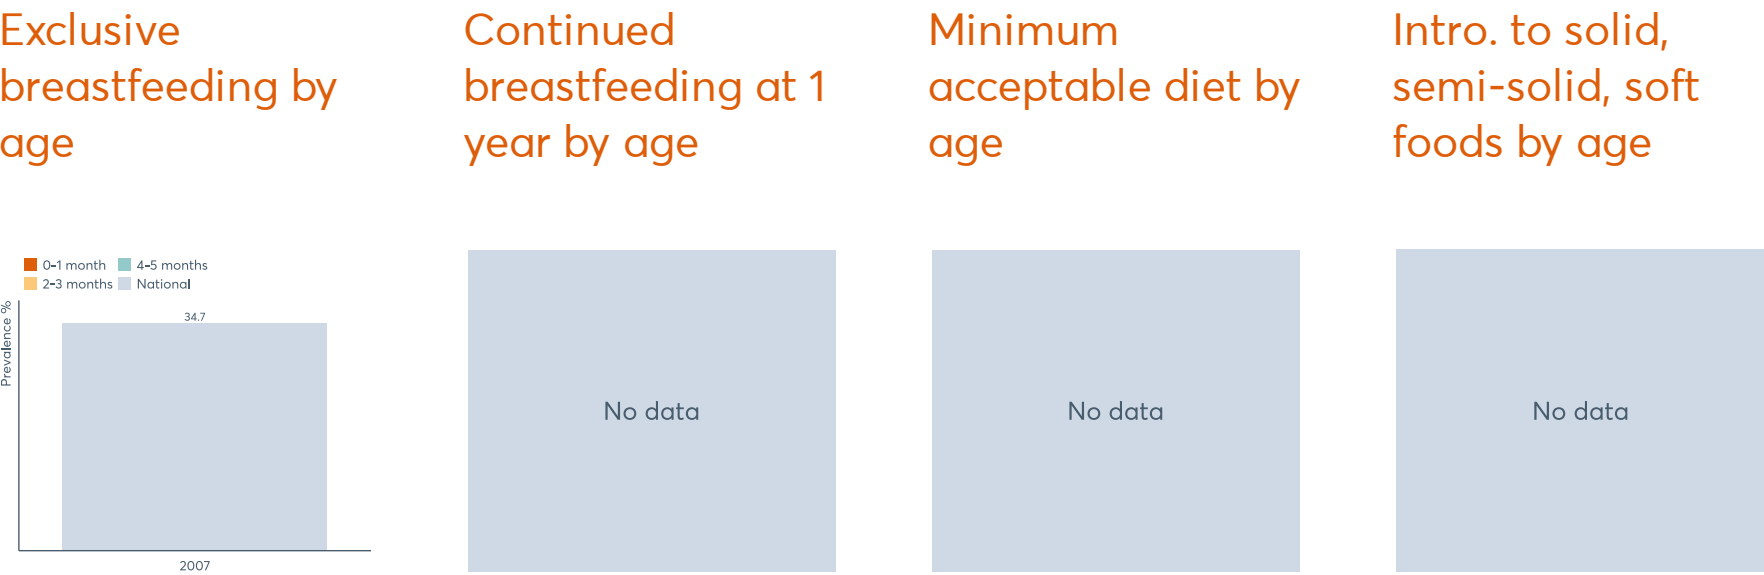 Exclusive
breastfeeding by
age
Continued
breastfeeding at 1
year by age
Minimum
acceptable diet by
age
Intro. to solid,
semi-solid, soft
foods by age
0-1 month 4-5 months
2-3 months National
Prevalence %
34.7
2007
No data
No data
No data